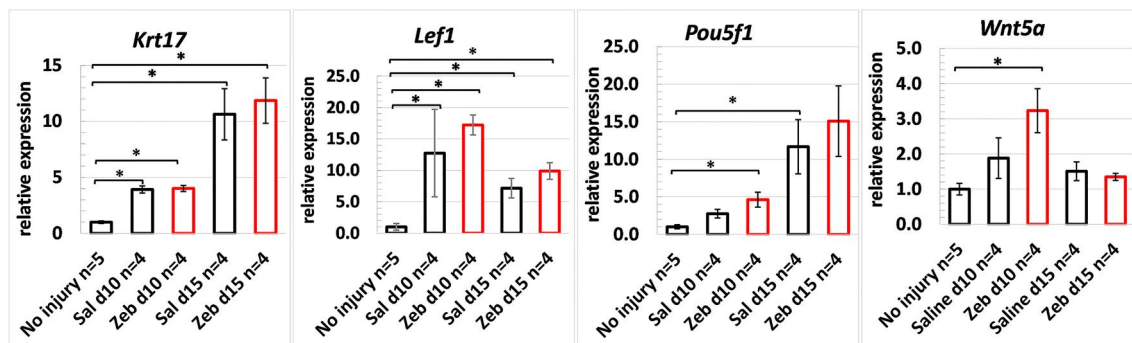 Krt17
relative expression
15
10
5
0
*
*
*
*
No injury n=5
Sal d10 n=4
Zeb d10 n=4
Sal d15 n=4
Zeb d15 n=4
Lef1
relative expression
25.0
20.0
15.0
10.0
5.0
0.0
*
*
*
*
No injury n=5
Sal d10 n=4
Zeb d10 n=4
Sal d15 n=4
Zeb d15 n=4
Pou5f1
relative expression
25.0
20.0
15.0
10.0
5.0
0.0
*
*
No injury n=5
Sal d10 n=4
Zeb d10 n=4
Sal d15 n=4
Zeb d15 n=4
Wnt5a
relative expression
5.0
4.0
3.0
2.0
1.0
0.0
*
No injury n=5
Saline d10 n=4
Zeb d10 n=4
Saline d15 n=4
Zeb d15 n=4